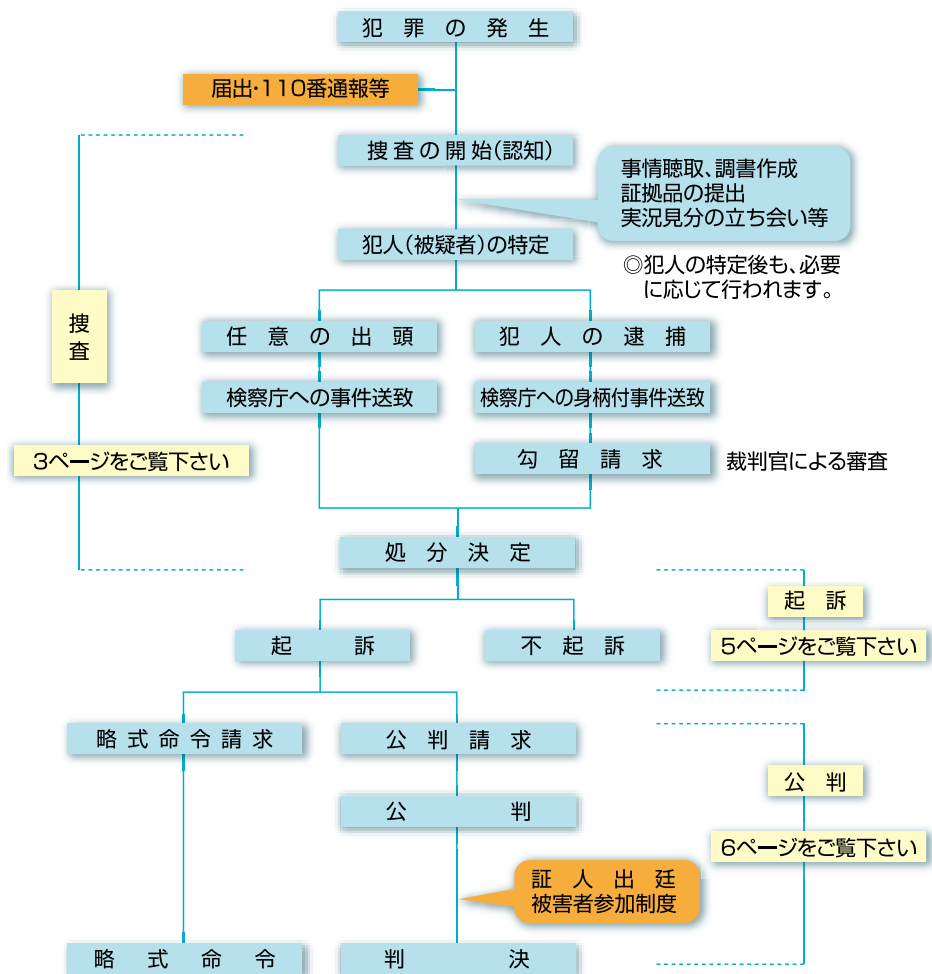 犯罪の発生
届出・110番通報等
捜査の開始(認知)
事情聴取、調書作成
証拠品の提出
実況見分の立ち会い等
犯人(被疑者)の特定
◎犯人の特定後も、必要
に応じて行われます。
捜査
任意の出頭
犯人の逮捕
検察庁への事件送致
検察庁への身柄付事件送致
3ページをご覧下さい
勾留請求
裁判官による審査
処分決定
起訴
5ページをご覧下さい
起訴
不起訴
略式命令請求
公判請求
公判
公判
6ページをご覧下さい
証人出廷
被害者参加制度
略式命令
判決